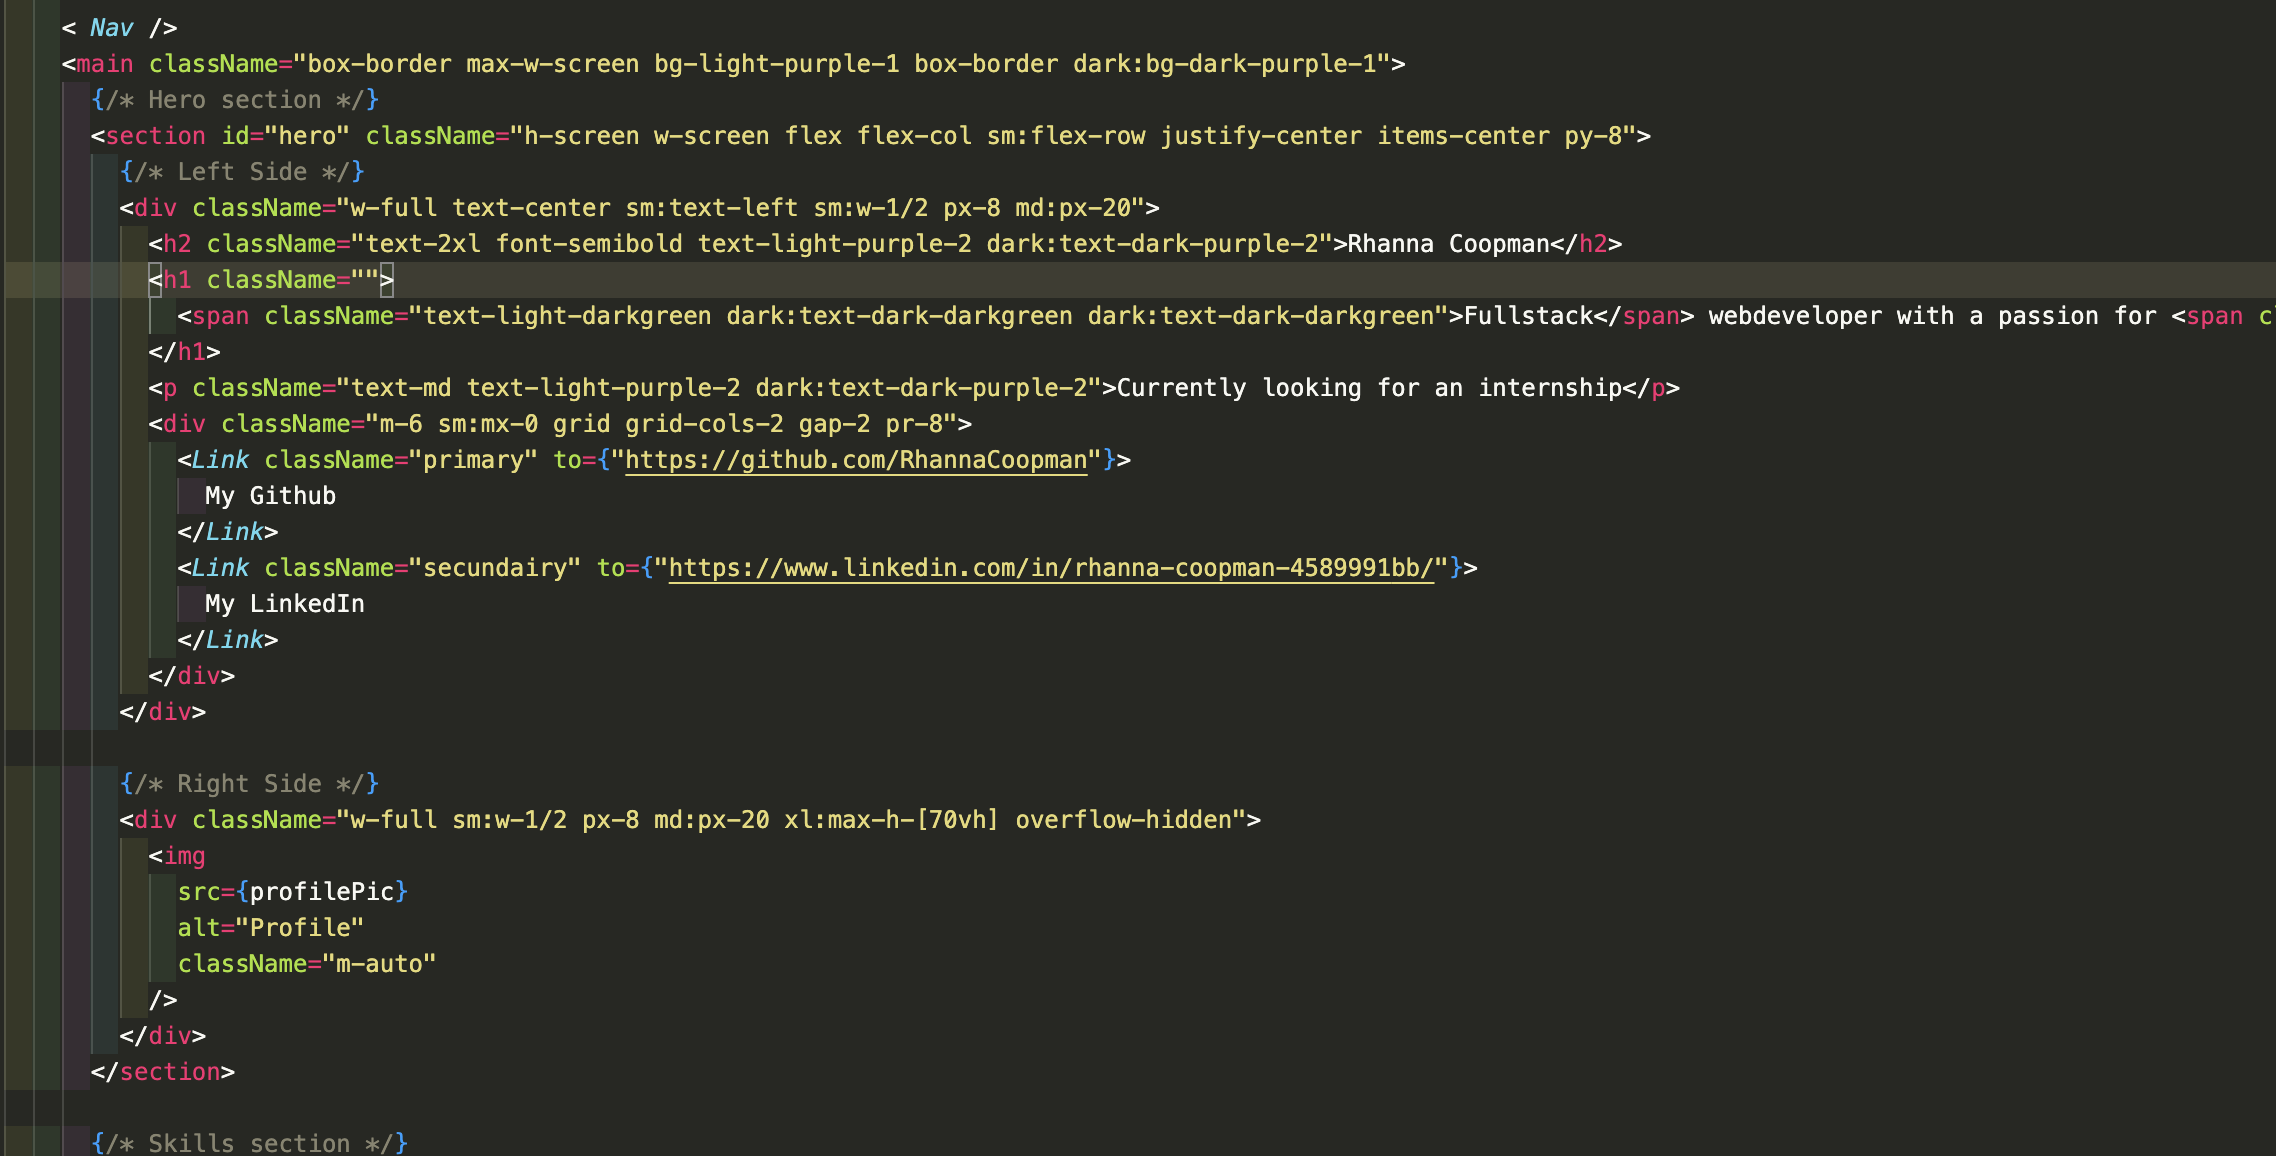 < Nav />
<main className="box-border max-w-screen bg-light-purple-1 box-border dark:bg-dark-purple-1">
{/* Hero section */}
<section id="hero" className="h-screen w-screen flex flex-col sm:flex-row justify-center items-center py-8">
{/* Left Side */}
<div className="w-full text-center sm:text-left sm:w-1/2 px-8 md:px-20">
<h2 className="text-2xl font-semibold text-light-purple-2 dark:text-dark-purple-2">Rhanna Coopman</h2>
<h1 className="">
<span className="text-light-darkgreen dark:text-dark-darkgreen dark:text-dark-darkgreen">Fullstack</span> webdeveloper with a passion for <span c
</h1>
<p className="text-md text-light-purple-2 dark:text-dark-purple-2">Currently looking for an internship</p>
<div className="m-6 sm:mx-0 grid grid-cols-2 gap-2 pr-8">
<Link className="primary" to={"https://github.com/RhannaCoopman"}>
My Github
</Link>
<Link className="secundairy" to={"https://www.linkedin.com/in/rhanna-coopman-4589991bb/"}>
My LinkedIn
</Link>
</div>
</div>
{/* Right Side */}
<div className="w-full sm:w-1/2 px-8 md:px-20 xl:max-h-[70vh] overflow-hidden">
<img
src={profilePic}
alt="Profile"
className="m-auto"
/>
</div>
</section>
{/* Skills section */}